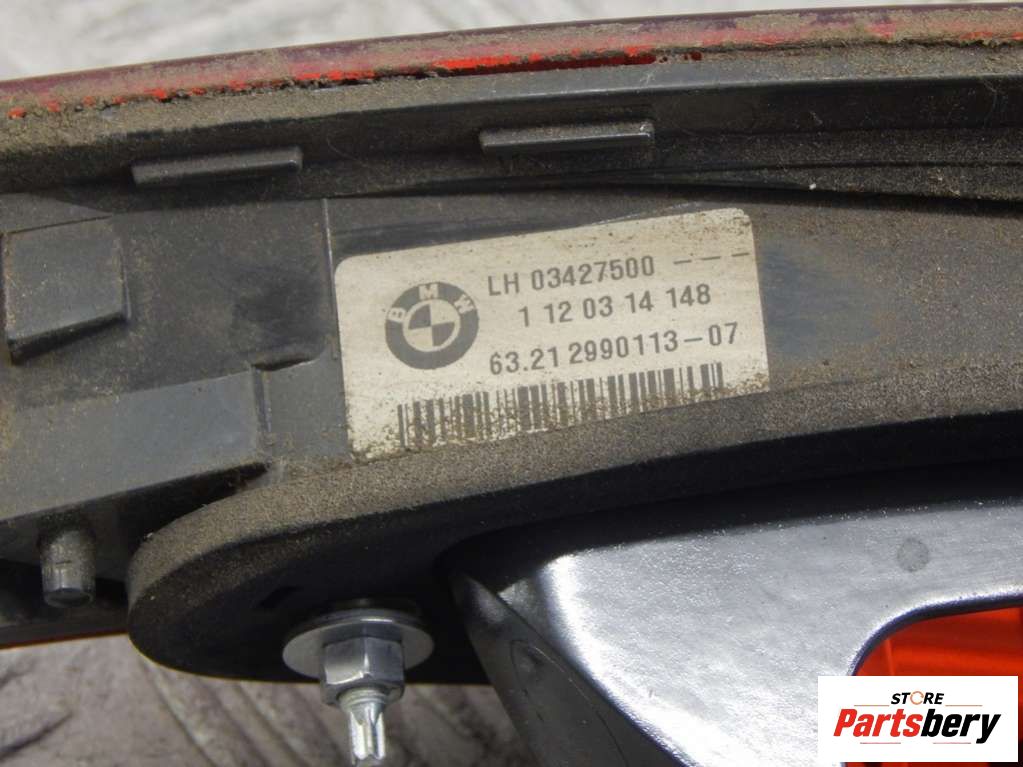 BMW
LH 03427500 ---
1 12 03 14 148
63.21 2990113-07
STORE
Partsbery